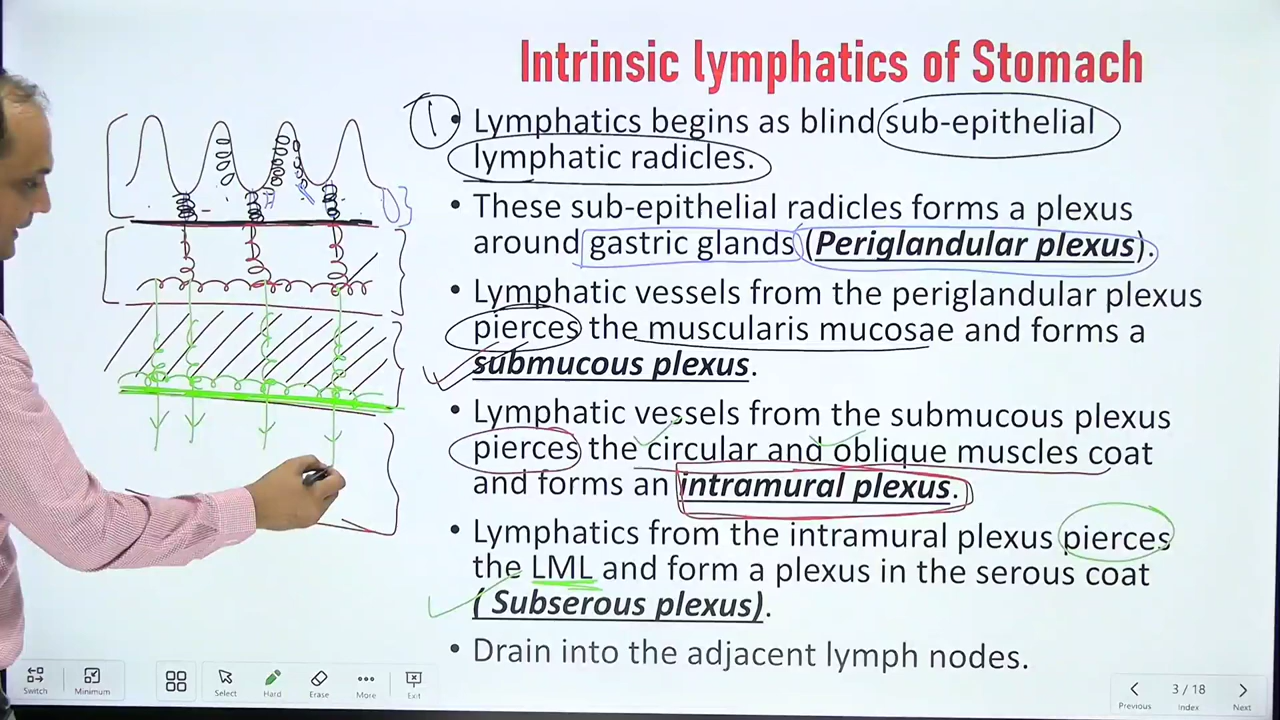 Intrinsic lymphatics of Stomach
• Lymphatics begins as blind sub-epithelial
lymphatic radicles.
• These sub-epithelial radicles forms a plexus
around gastric glands (Periglandular plexus).
• Lymphatic vessels from the periglandular plexus
pierces the muscularis mucosae and forms a
submucous plexus.
• Lymphatic vessels from the submucous plexus
pierces the circular and oblique muscles coat
and forms an intramural plexus.
• Lymphatics from the intramural plexus pierces
the LML and form a plexus in the serous coat
( Subserous plexus).
• Drain into the adjacent lymph nodes.
Switch
Minimum
Select
Hard
Erase
More
Exit
Previous
3 / 18
Index
Next